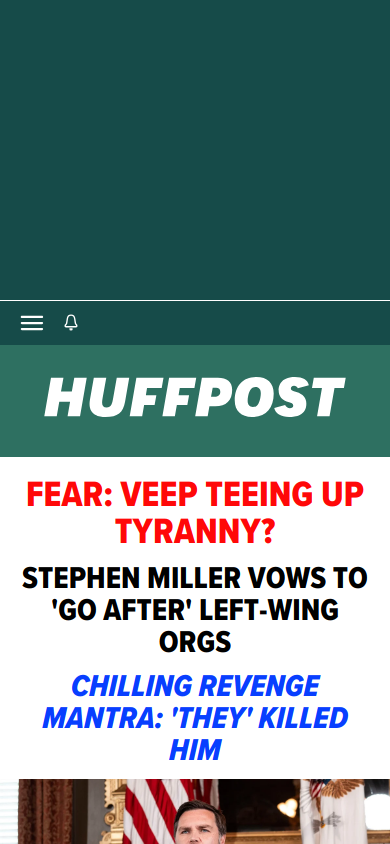 HUFFPOST
FEAR: VEEP TEEING UP
TYRANNY?
STEPHEN MILLER VOWS TO
'GO AFTER' LEFT-WING
ORGS
CHILLING REVENGE
MANTRA: 'THEY' KILLED
HIM